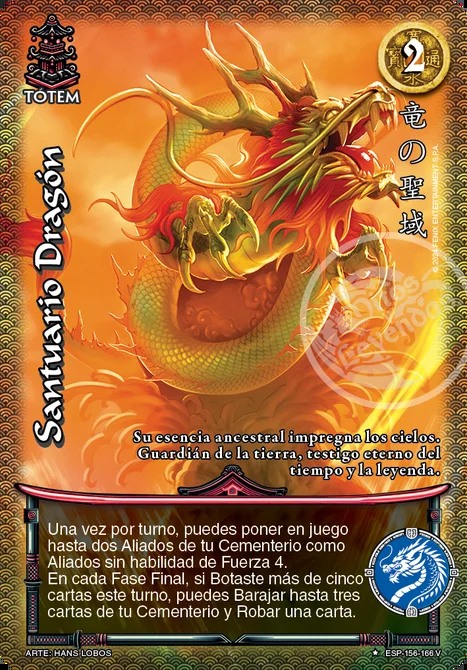 TÓTEM
2
Santuario Dragón
竜の聖域
Su esencia ancestral impregna los cielos.
Guardián de la tierra, testigo eterno del
tiempo y la leyenda.
Una vez por turno, puedes poner en juego
hasta dos Aliados de tu Cementerio como
Aliados sin habilidad de Fuerza 4.
En cada Fase Final, si Botaste más de cinco
cartas este turno, puedes Barajar hasta tres
cartas de tu Cementerio y Robar una carta.
ARTE: HANS LOBOS
ESP-156-166 V